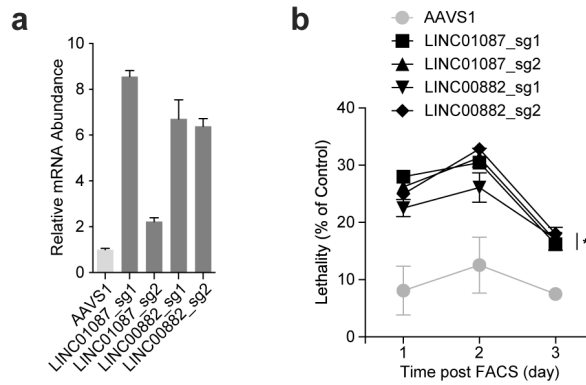 a
Relative mRNA Abundance
10
8
6
4
2
0
AAVS1
LINC01087_sg1
LINC01087_sg2
LINC00882_sg1
LINC00882_sg2
b
AAVS1
LINC01087_sg1
LINC01087_sg2
LINC00882_sg1
LINC00882_sg2
Lethality (% of Control)
40
30
20
10
0
1 2 3
Time post FACS (day)